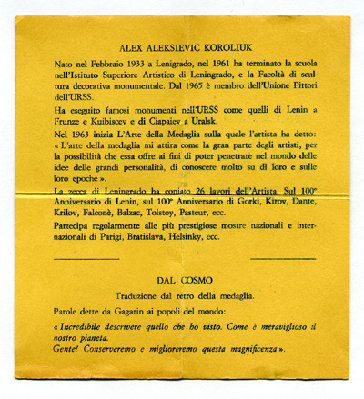 ALEX ALEKSIEVIC KOROLIUK
Nato nel Febbraio 1933 a Lenigrado, nel 1961 ha terminato la scuola
nell'Istituto Superiore Artistico di Leningrado, e la Facoltà di scul
tura decorativa monumentale. Dal 1965 è membro dell'Unione Pittori
dell'URSS.
Ha eseguito famosi monumenti nell'UESS come quelli di Lenin a
Frenze e Kuibiscev e di Ciapaiev a Uralsk.
Nel 1963 inizia L'Arte della Medaglia sulla quale l'artista ha detto:
« L'arte della medaglia mi attira come la gran parte degli artisti, per
la possibilità che essa offre ai fini di poter penetrare nel mondo delle
idee delle grandi personalità, di conoscere molto su di loro e sulle
loro epoche ».
La zecca di Leningrado ha coniato 26 lavori dell'Artista Sul 100°
Anniversario di Lenin, sul 100° Anniversario di Gorki, Kirov, Dante,
Krilov, Falconè, Balzac, Tolstey, Pasteur, ecc.
Partecipa regolarmente alle più prestigiose mostre nazionali e inter-
nazionali di Parigi, Bratislava, Helsinky, ecc.
DAL COSMO
Traduzione dal retro della medaglia.
Parole dette da Gagarin ai popoli del mondo:
« Incredibile descrivere quello che ho visto. Come è meraviglioso il
nostro pianeta.
Gente! Conserveremo e miglioreremo questa magnificenza ».